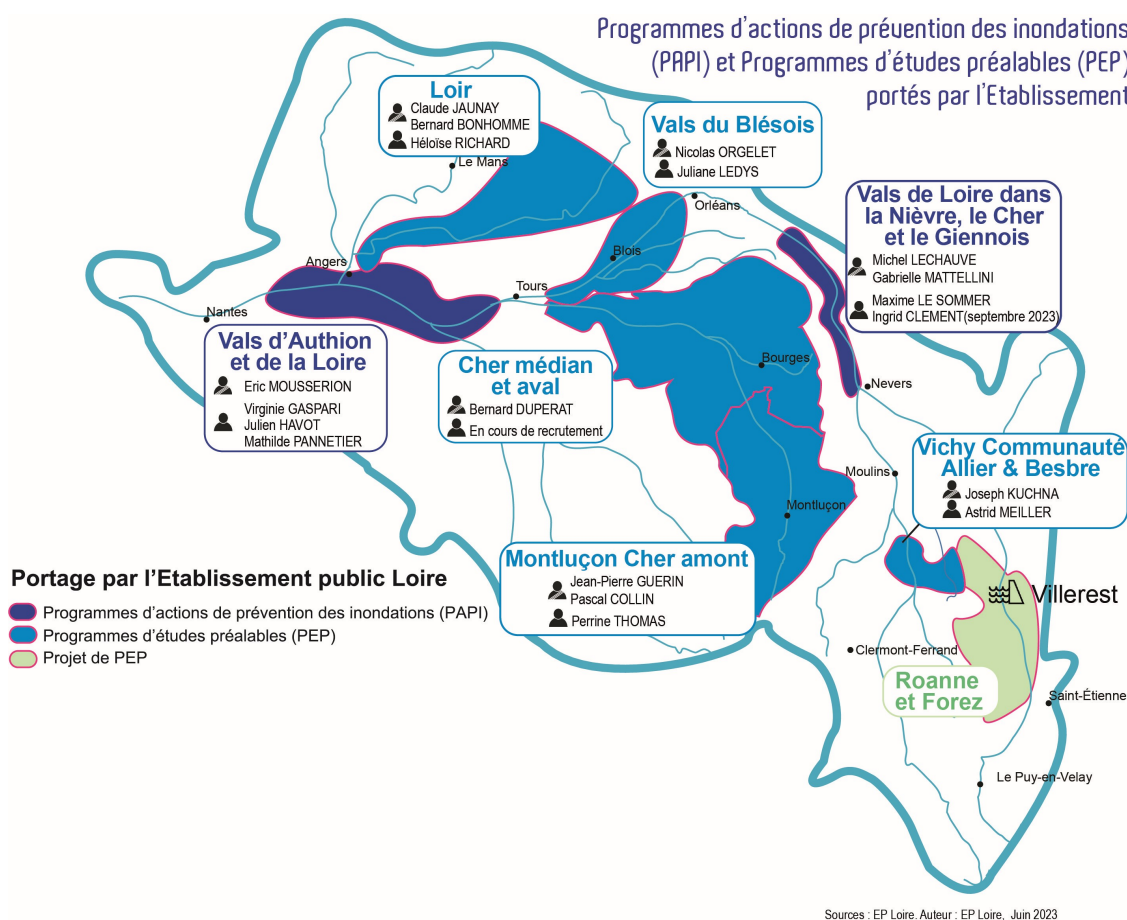 Programmes d'actions de prévention des inondations
(PAPI) et Programmes d'études préalables (PEP)
portés par l'Etablissement
Loir
Claude JAUNAY
Bernard BONHOMME
Héloïse RICHARD
Vals du Blésois
Nicolas ORGELET
Juliane LEDYS
Le Mans
Orléans
Vals de Loire dans
la Nièvre, le Cher
et le Giennois
Michel LECHAUVE
Gabrielle MATTELLINI
Maxime LE SOMMER
Ingrid CLEMENT(septembre 2023)
Blois
Angers
Tours
Nantes
Vals d'Authion
et de la Loire
Eric MOUSSERION
Virginie GASPARI
Julien HAVOT
Mathilde PANNETIER
Cher médian
et aval
Bernard DUPERAT
En cours de recrutement
Bourges
Nevers
Vichy Communauté
Allier & Besbre
Joseph KUCHNA
Astrid MEILLER
Moulins
Montluçon
Montluçon Cher amont
Jean-Pierre GUERIN
Pascal COLLIN
Perrine THOMAS
Portage par l'Etablissement public Loire
Programmes d'actions de prévention des inondations (PAPI)
Programmes d'études préalables (PEP)
Projet de PEP
Villerest
Clermont-Ferrand
Roanne
et Forez
Saint-Étienne
Le Puy-en-Velay
Sources : EP Loire. Auteur : EP Loire, Juin 2023